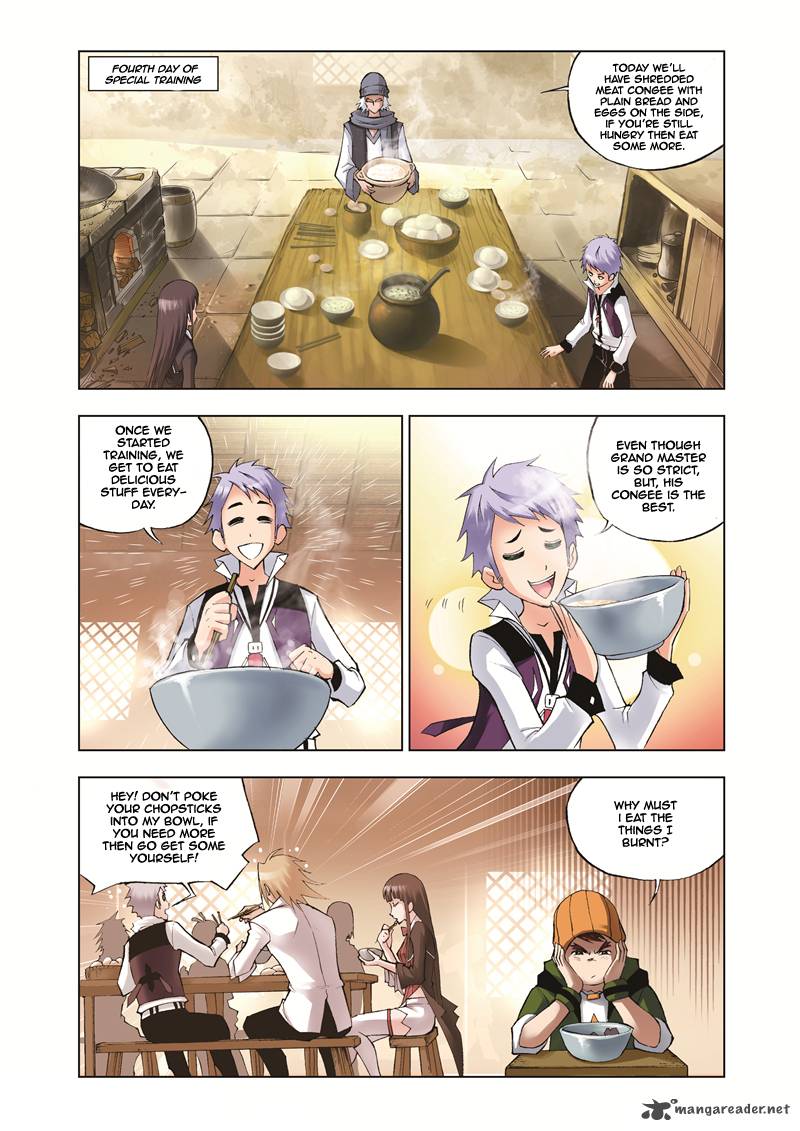 FOURTH DAY OF
SPECIAL TRAINING
TODAY WE'LL
HAVE SHREDDED
MEAT CONGEE WITH
PLAIN BREAD AND
EGGS ON THE SIDE,
IF YOU'RE STILL
HUNGRY THEN EAT
SOME MORE.
ONCE WE
STARTED
TRAINING, WE
GET TO EAT
DELICIOUS
STUFF EVERY-
DAY.
EVEN THOUGH
GRAND MASTER
IS SO STRICT,
BUT, HIS
CONGEE IS THE
BEST.
HEY! DON'T POKE
YOUR CHOPSTICKS
INTO MY BOWL, IF
YOU NEED MORE
THEN GO GET SOME
YOURSELF!
WHY MUST
I EAT THE
THINGS I
BURNT?
mangareader.net